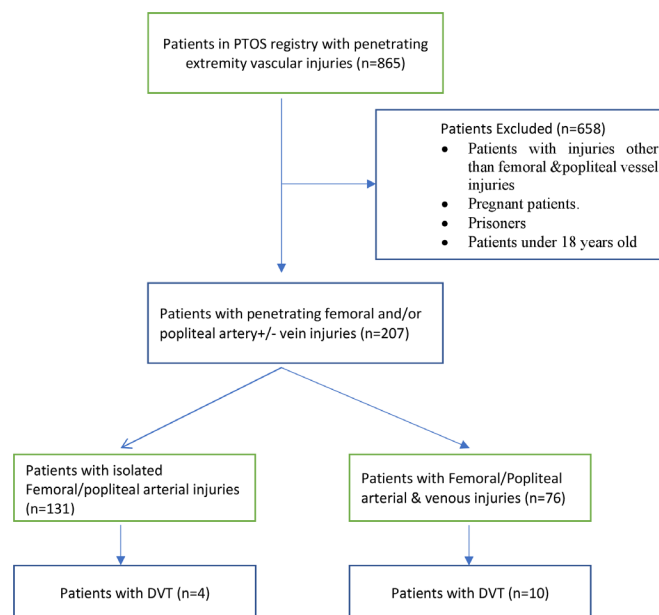 Patients in PTOS registry with penetrating
extremity vascular injuries (n=865)
Patients Excluded (n=658)
● Patients with injuries other
than femoral &popliteal vessel
injuries
● Pregnant patients.
● Prisoners
● Patients under 18 years old
Patients with penetrating femoral and/or
popliteal artery+/- vein injuries (n=207)
Patients with isolated
Femoral/popliteal arterial injuries
(n=131)
Patients with Femoral/Popliteal
arterial & venous injuries (n=76)
Patients with DVT (n=4)
Patients with DVT (n=10)